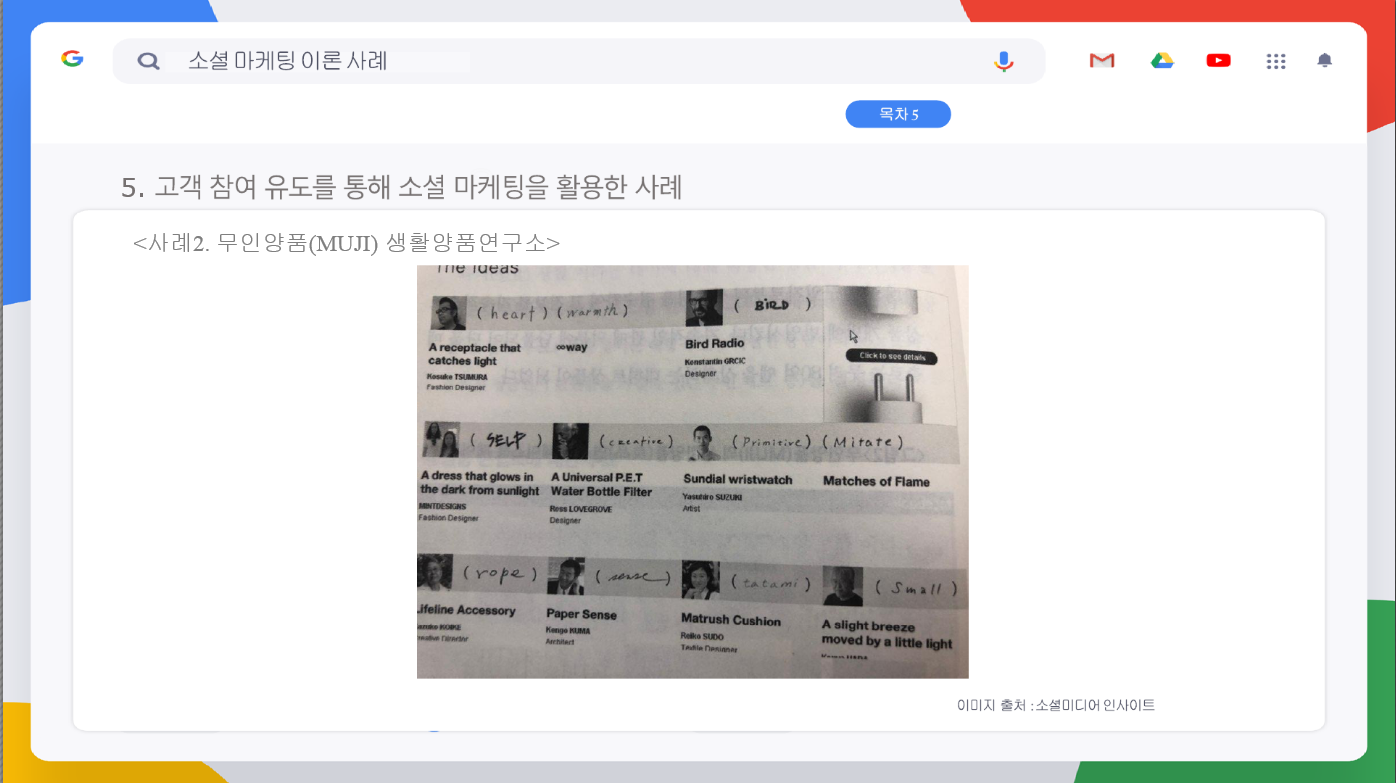 소셜 마케팅 이론 사례
목차 5
5. 고객 참여 유도를 통해 소셜 마케팅을 활용한 사례
<사례2. 무인양품(MUJI) 생활양품연구소>
The Ideas
(heart) (warmth)
(BiRD)
A receptacle that
catches light
∞way
Kosuke TSUMURA
Fashion Designer
Bird Radio
Konstantin GRCIC
Designer
Click to see details
(SELF)
(creative)
(Primitive) (Mitate)
A dress that glows in
the dark from sunlight
MINTDESIGNS
Fashion Designer
A Universal P.E.T
Water Bottle Filter
Ross LOVEGROVE
Designer
Sundial wristwatch
Yasuhiro SUZUKI
Artist
Matches of Flame
(rope)
(sense)
(tatami)
(Small)
Lifeline Accessory
KOIKE
Creative Director
Paper Sense
Kengo KUMA
Architect
Matrush Cushion
Reiko SUDO
Textile Designer
A slight breeze
moved by a little light
이미지 출처 : 소셜미디어 인사이트